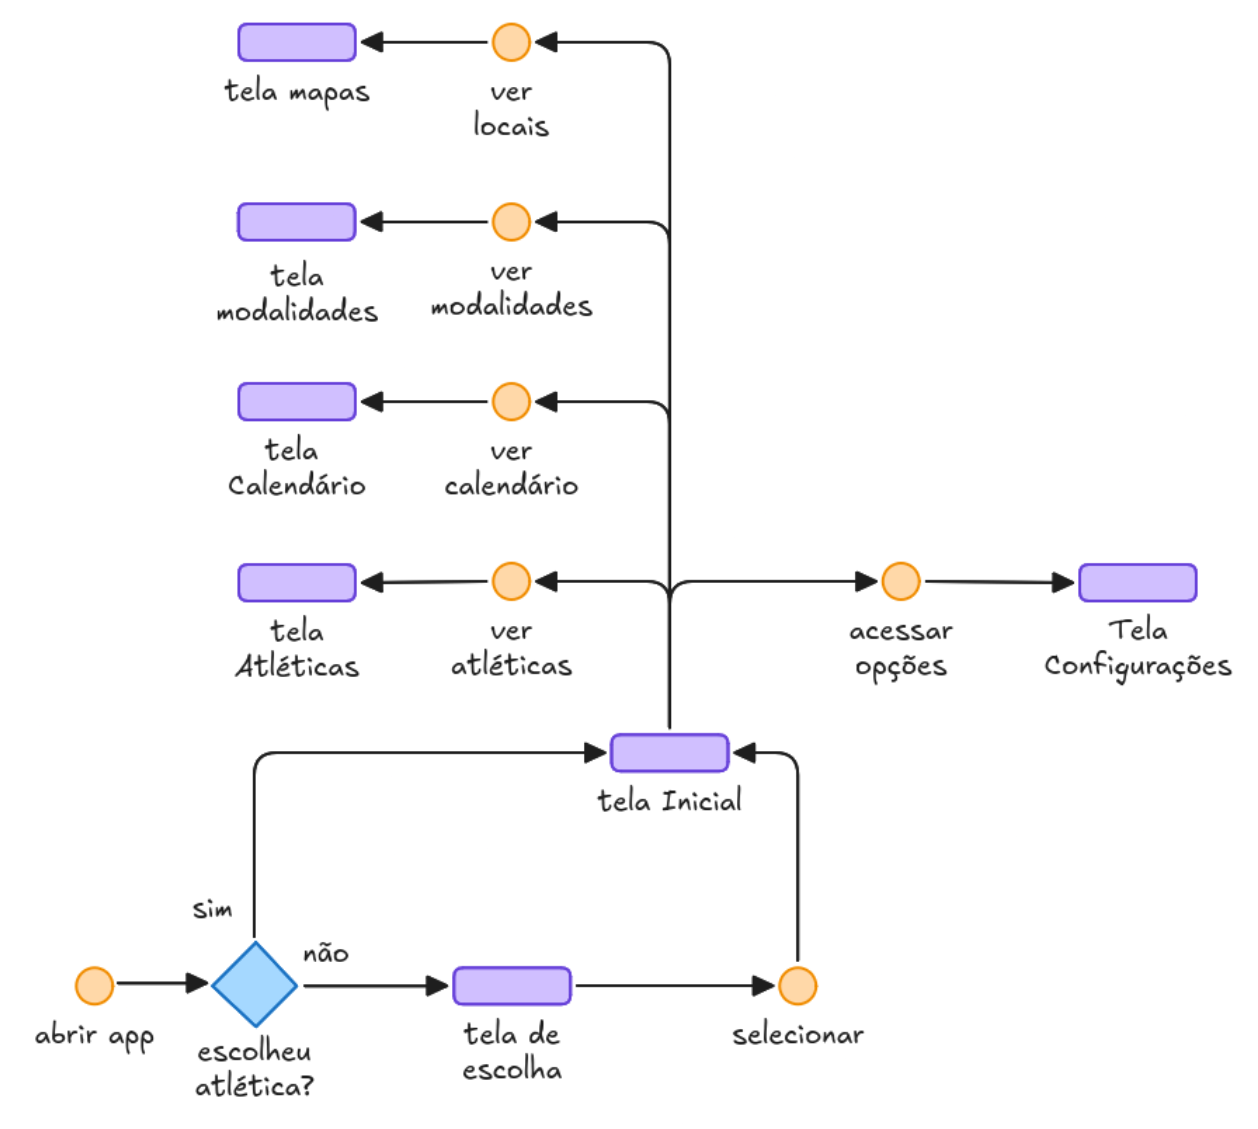 tela mapas
ver
locais
tela
modalidades
ver
modalidades
tela
Calendário
ver
calendário
tela
Atléticas
ver
atléticas
acessar
opções
Tela
Configurações
tela Inicial
Sim
não
abrir app
escolheu
atlética?
tela de
escolha
selecionar